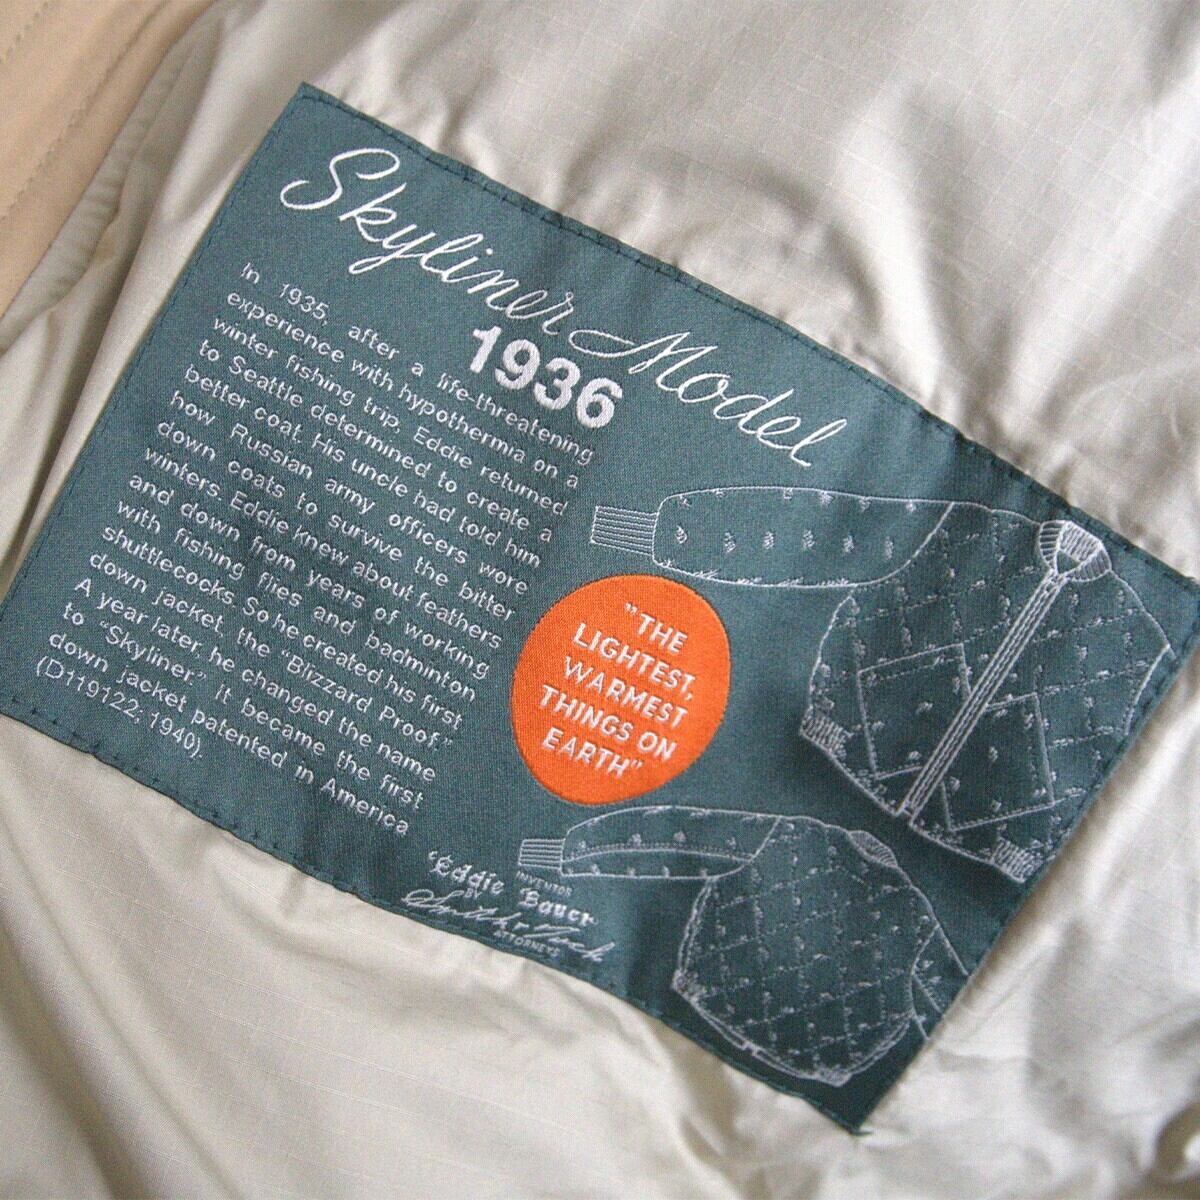 Skyliner Model
1936
In 1935, after a life-threatening
experience with hypothermia on a
winter fishing trip, Eddie returned
to Seattle determined to create a
better coat. His uncle had told him
how Russian army officers wore
down coats to survive the bitter
winters. Eddie knew about feathers
and down from years of working
with fishing flies and badminton
shuttlecocks. So he created his first
down jacket, the "Blizzard Proof."
A year later, he changed the name
to "Skyliner." It became the first
down jacket patented in America
(D119122; 1940).
"THE
LIGHTEST,
WARMEST
THINGS ON
EARTH"
INVENTOR
Eddie Bauer
BY
Smith & Tuck
ATTORNEYS